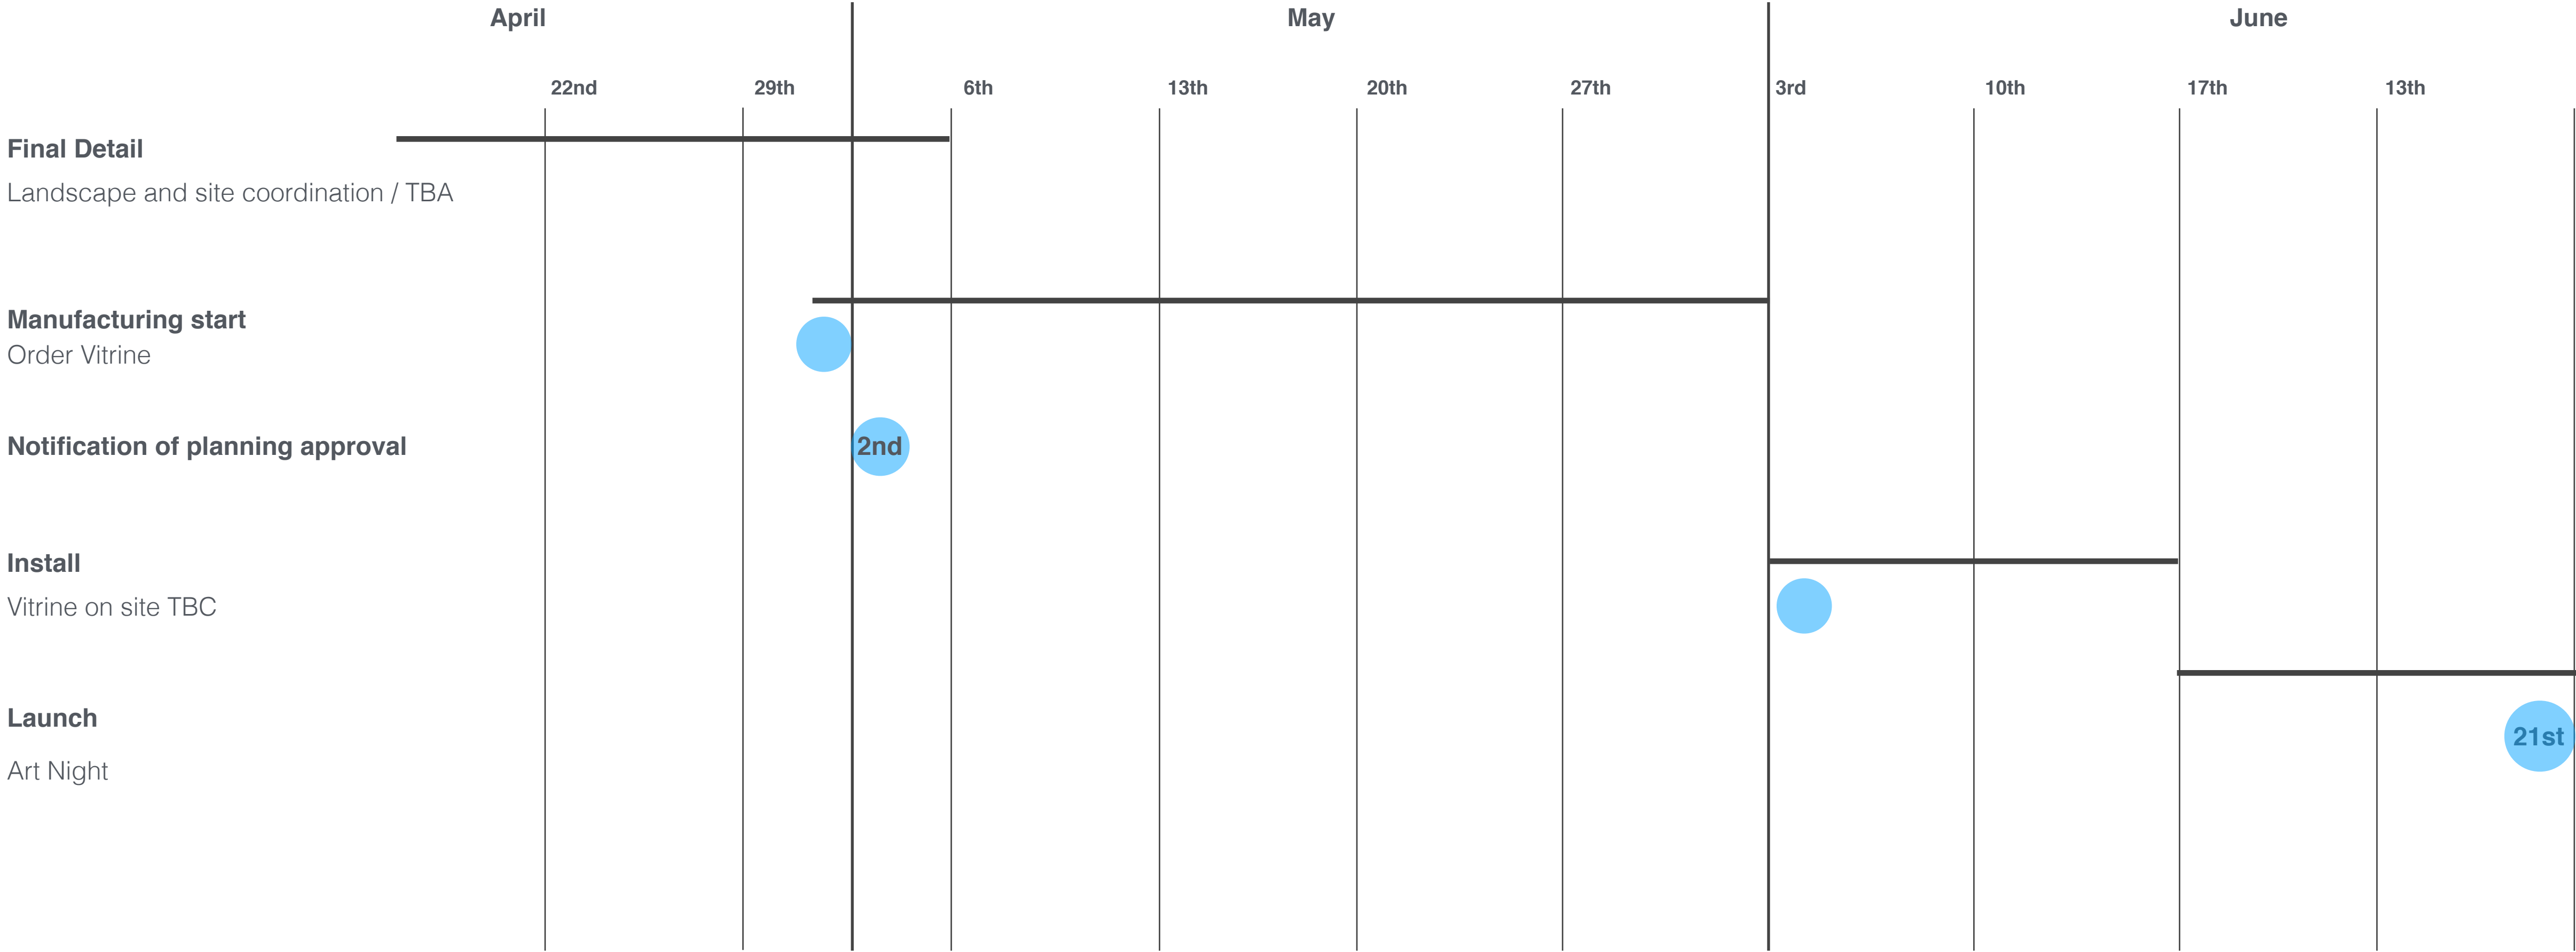 April May June
22nd 29th 6th 13th 20th 27th 3rd 10th 17th 13th
Final Detail
Landscape and site coordination / TBA
Manufacturing start
Order Vitrine
Notification of planning approval 2nd
Install
Vitrine on site TBC
Launch
21st
Art Night